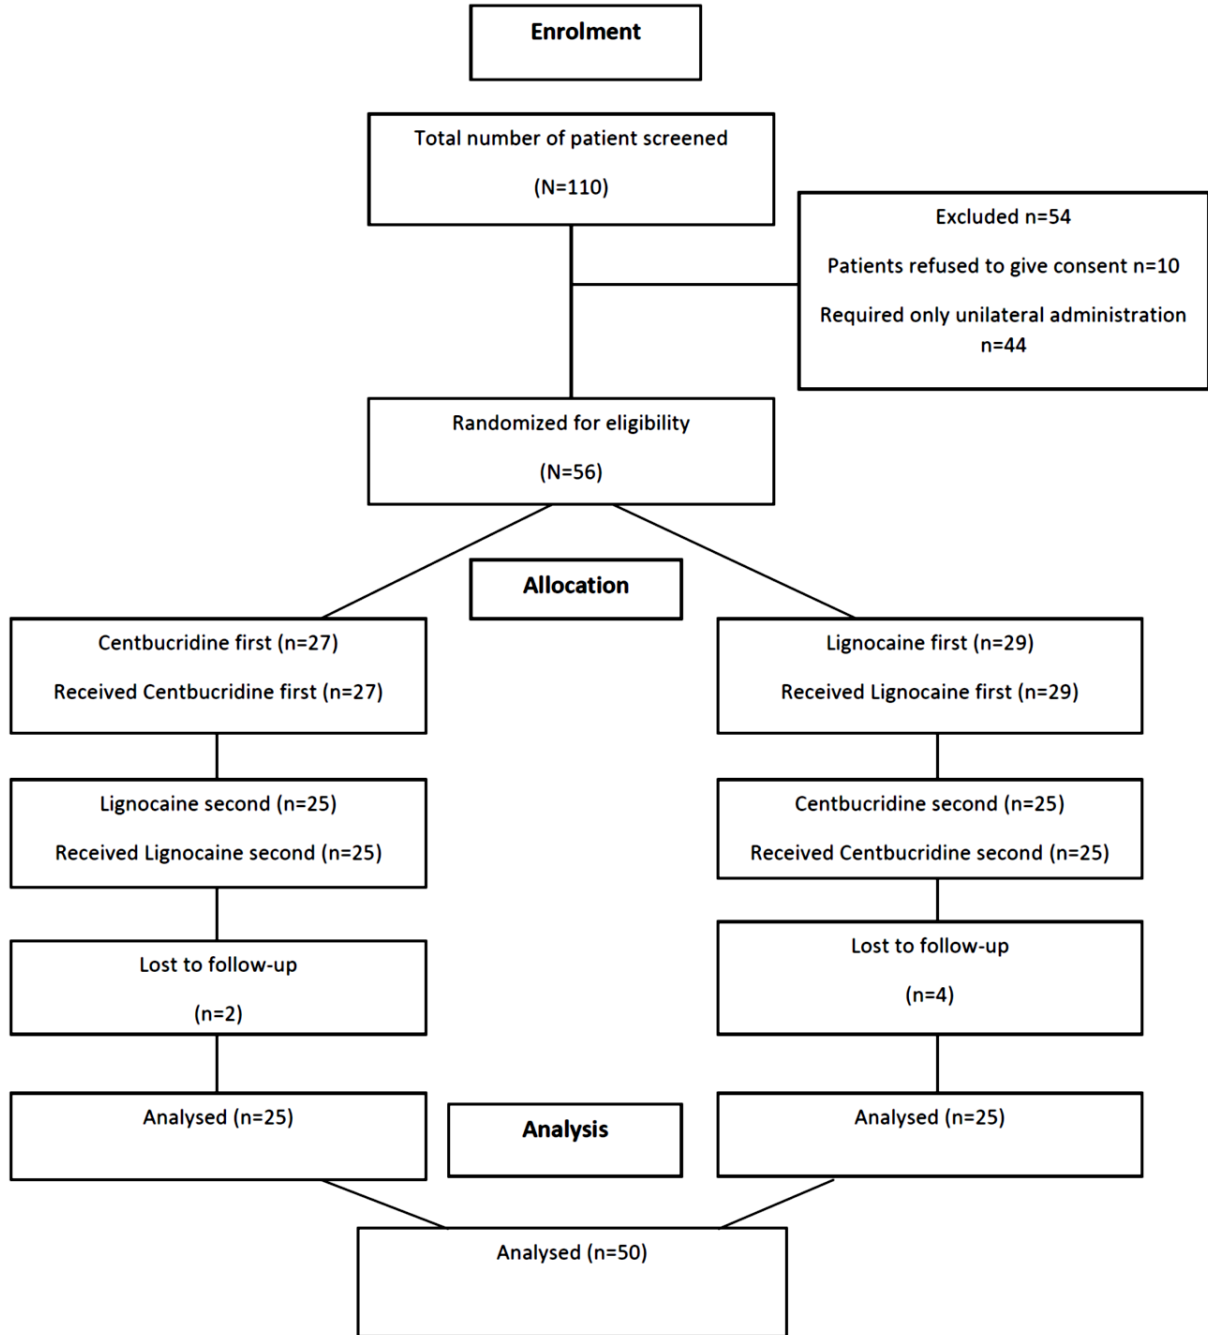 Enrolment
Total number of patient screened
(N=110)
Excluded n=54
Patients refused to give consent n=10
Required only unilateral administration
n=44
Randomized for eligibility
(N=56)
Allocation
Centbucridine first (n=27)
Received Centbucridine first (n=27)
Lignocaine first (n=29)
Received Lignocaine first (n=29)
Lignocaine second (n=25)
Received Lignocaine second (n=25)
Centbucridine second (n=25)
Received Centbucridine second (n=25)
Lost to follow-up
(n=2)
Lost to follow-up
(n=4)
Analysed (n=25)
Analysis
Analysed (n=25)
Analysed (n=50)